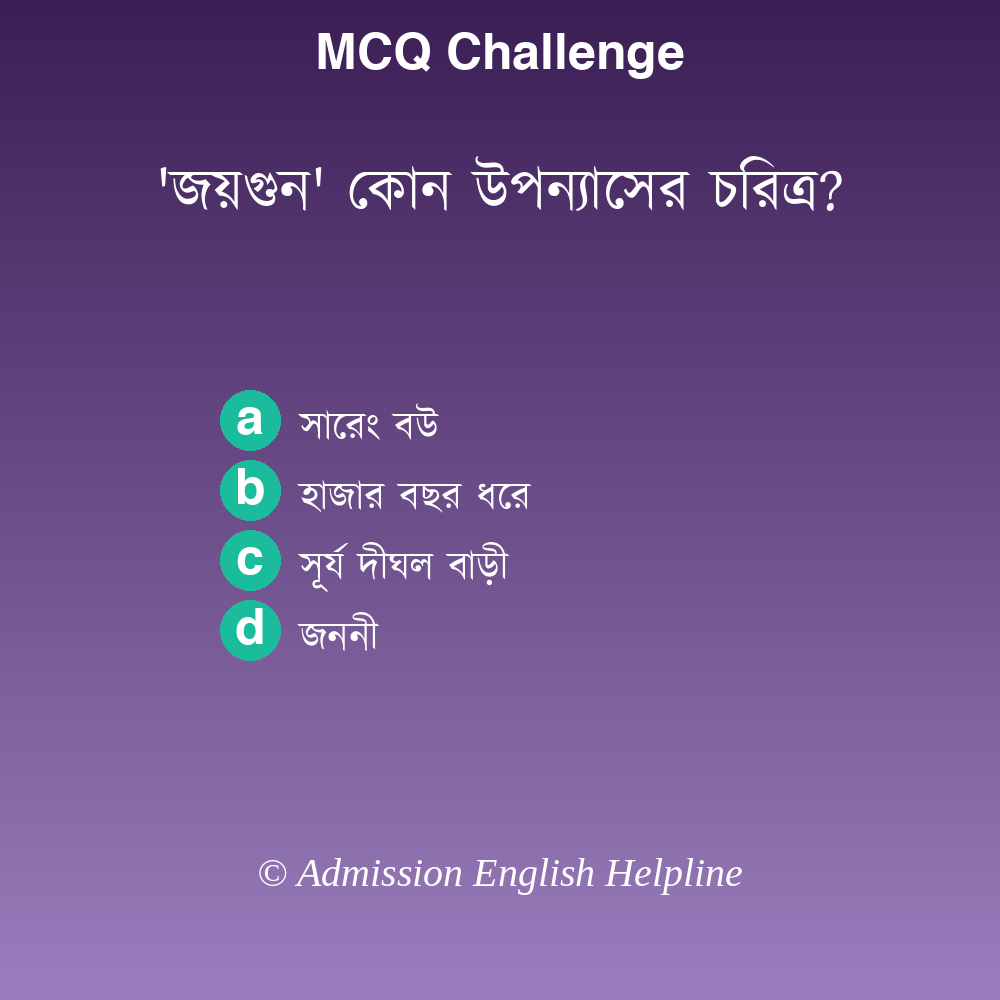 MCQ Challenge
'জয়গুন' কোন উপন্যাসের চরিত্র?
a সারেং বউ
b হাজার বছর ধরে
c সূর্য দীঘল বাড়ী
d জননী
© Admission English Helpline